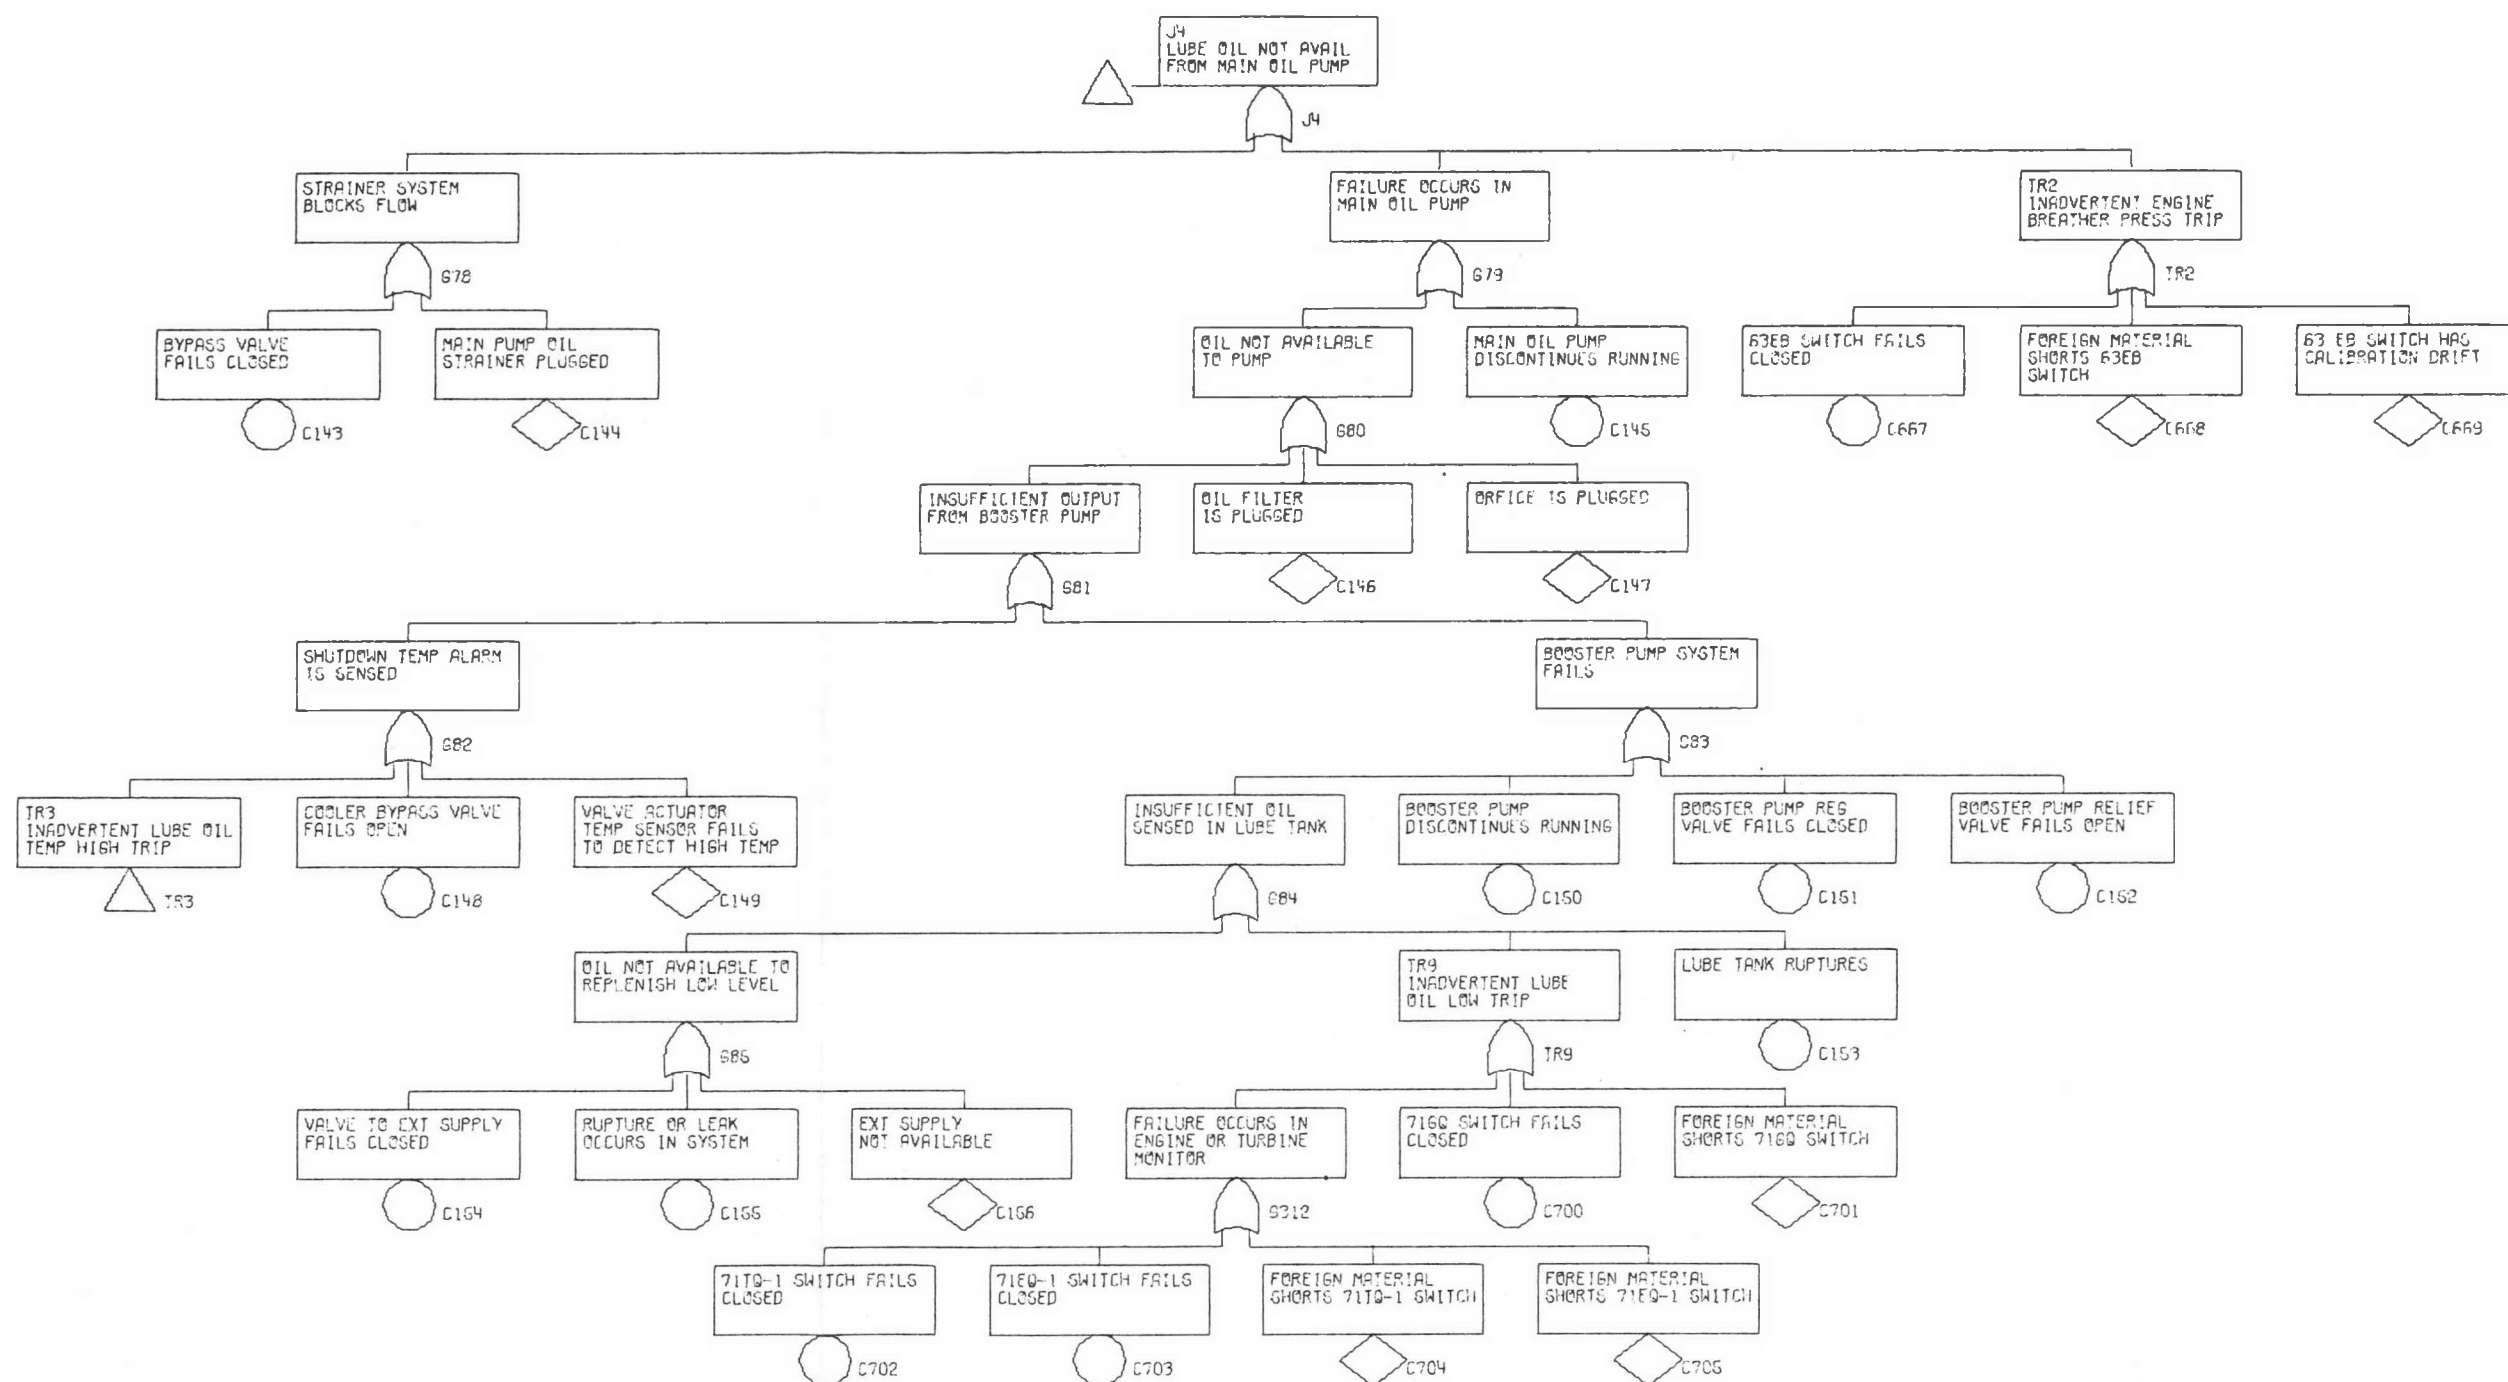 J4
LUBE OIL NOT AVAIL
FROM MAIN OIL PUMP
J4
STRAINER SYSTEM
BLOCKS FLOW
FAILURE OCCURS IN
MAIN OIL PUMP
TR2
INADVERTENT ENGINE
BREATHER PRESS TRIP
G78
G79
TR2
BYPASS VALVE
FAILS CLOSED
MAIN PUMP OIL
STRAINER PLUGGED
OIL NOT AVAILABLE
TO PUMP
MAIN OIL PUMP
DISCONTINUES RUNNING
63EB SWITCH FAILS
CLOSED
FOREIGN MATERIAL
SHORTS 63EB
SWITCH
63 EB SWITCH HAS
CALIBRATION DRIFT
C143
C144
G80
C145
C667
C668
C669
INSUFFICIENT OUTPUT
FROM BOOSTER PUMP
OIL FILTER
IS PLUGGED
ORFICE IS PLUGGED
G81
C146
C147
SHUTDOWN TEMP ALARM
IS SENSED
BOOSTER PUMP SYSTEM
FAILS
G82
G83
TR3
INADVERTENT LUBE OIL
TEMP HIGH TRIP
COOLER BYPASS VALVE
FAILS OPEN
VALVE ACTUATOR
TEMP SENSOR FAILS
TO DETECT HIGH TEMP
INSUFFICIENT OIL
SENSED IN LUBE TANK
BOOSTER PUMP
DISCONTINUES RUNNING
BOOSTER PUMP REG
VALVE FAILS CLOSED
BOOSTER PUMP RELIEF
VALVE FAILS OPEN
TR3
C148
C149
G84
C150
C151
C152
OIL NOT AVAILABLE TO
REPLENISH LOW LEVEL
TR9
INADVERTENT LUBE
OIL LOW TRIP
LUBE TANK RUPTURES
G85
TR9
C153
VALVE TO EXT SUPPLY
FAILS CLOSED
RUPTURE OR LEAK
OCCURS IN SYSTEM
EXT SUPPLY
NOT AVAILABLE
FAILURE OCCURS IN
ENGINE OR TURBINE
MONITOR
71GQ SWITCH FAILS
CLOSED
FOREIGN MATERIAL
SHORTS 71GQ SWITCH
C154
C155
C156
G312
C700
C701
71TQ-1 SWITCH FAILS
CLOSED
71EQ-1 SWITCH FAILS
CLOSED
FOREIGN MATERIAL
SHORTS 71TQ-1 SWITCH
FOREIGN MATERIAL
SHORTS 71EQ-1 SWITCH
C702
C703
C704
C705